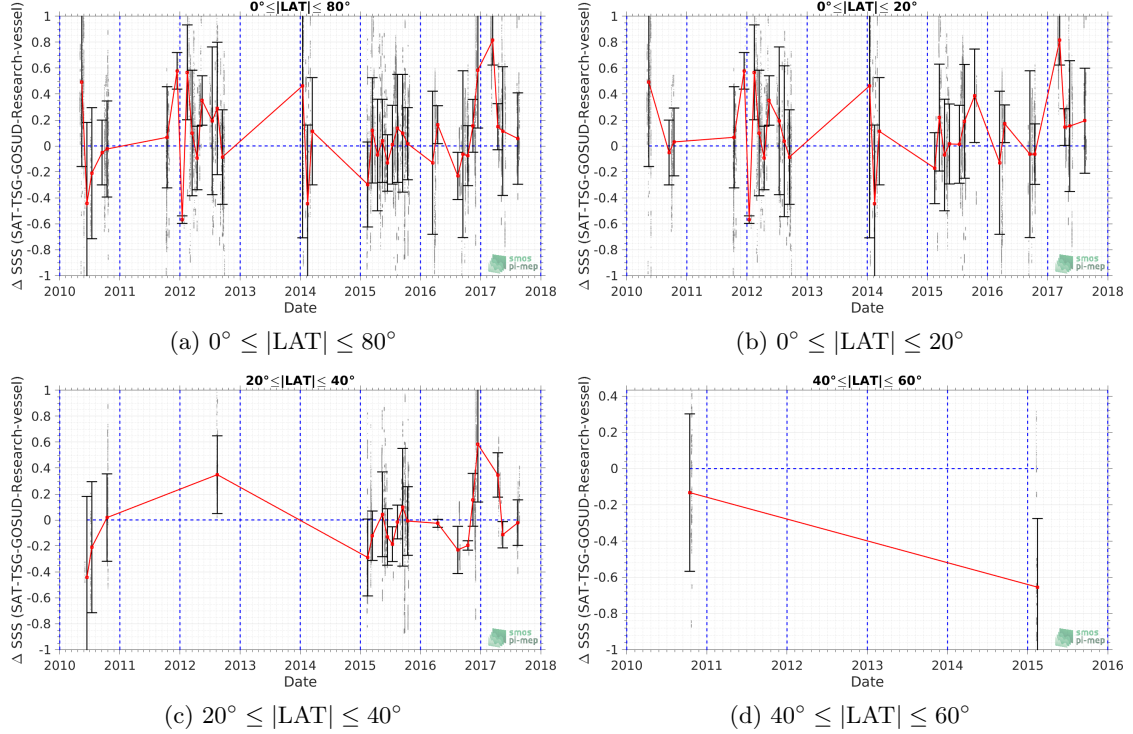 0°≤|LAT|≤ 80°
Δ SSS (SAT-TSG-GOSUD-Research-vessel)
1
0.8
0.6
0.4
0.2
0
-0.2
-0.4
-0.6
-0.8
-1
smos
pi-mep
2010 2011 2012 2013 2014 2015 2016 2017 2018
Date
(a) 0° ≤ |LAT| ≤ 80°
0°≤|LAT|≤ 20°
Δ SSS (SAT-TSG-GOSUD-Research-vessel)
1
0.8
0.6
0.4
0.2
0
-0.2
-0.4
-0.6
-0.8
-1
smos
pi-mep
2010 2011 2012 2013 2014 2015 2016 2017 2018
Date
(b) 0° ≤ |LAT| ≤ 20°
20°≤|LAT|≤ 40°
Δ SSS (SAT-TSG-GOSUD-Research-vessel)
1
0.8
0.6
0.4
0.2
0
-0.2
-0.4
-0.6
-0.8
-1
smos
pi-mep
2010 2011 2012 2013 2014 2015 2016 2017 2018
Date
(c) 20° ≤ |LAT| ≤ 40°
40°≤|LAT|≤ 60°
Δ SSS (SAT-TSG-GOSUD-Research-vessel)
0.4
0.2
0
-0.2
-0.4
-0.6
-0.8
-1
smos
pi-mep
2010 2011 2012 2013 2014 2015 2016
Date
(d) 40° ≤ |LAT| ≤ 60°